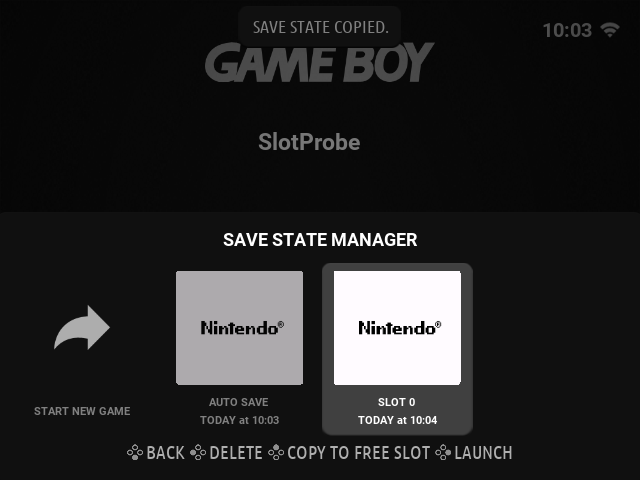 SAVE STATE COPIED.
10:03
GAME BOY
SlotProbe
SAVE STATE MANAGER
Nintendo®
Nintendo®
START NEW GAME
AUTO SAVE
TODAY at 10:03
SLOT 0
TODAY at 10:04
BACK DELETE COPY TO FREE SLOT LAUNCH